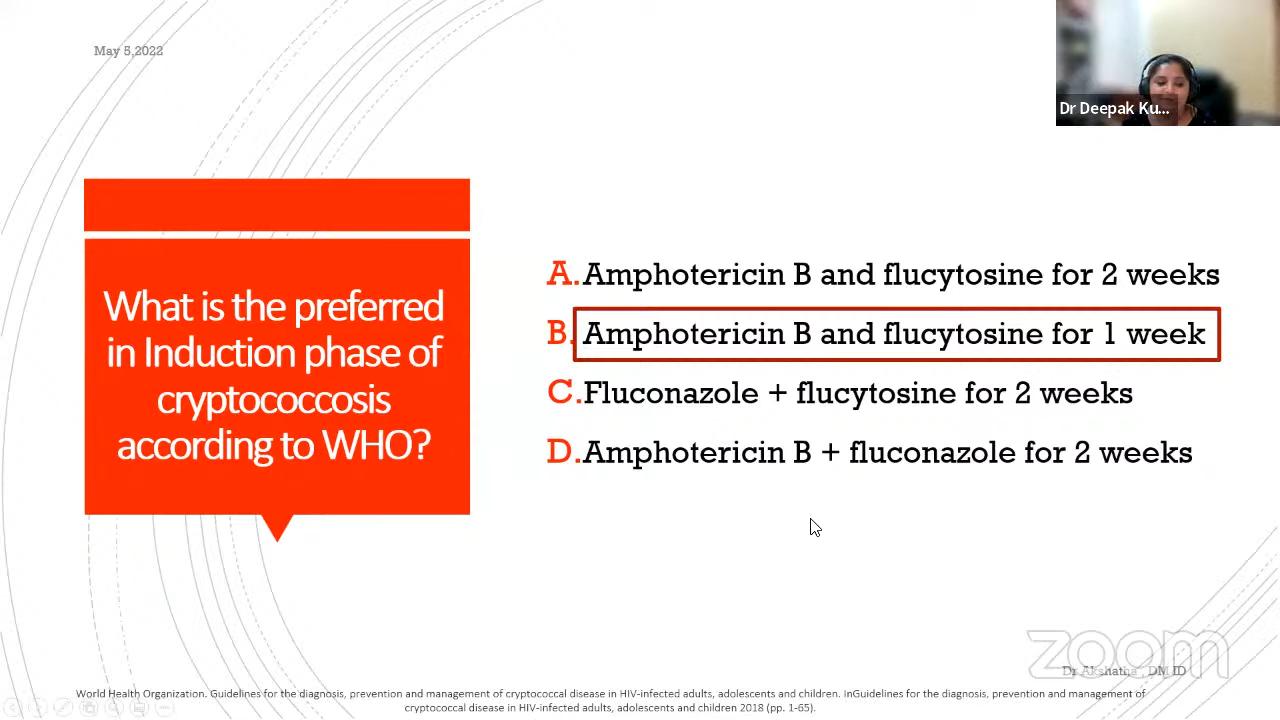 May 5,2022
Dr Deepak Ku...
What is the preferred
in Induction phase of
cryptococcosis
according to WHO?
A. Amphotericin B and flucytosine for 2 weeks
B. Amphotericin B and flucytosine for 1 week
C. Fluconazole + flucytosine for 2 weeks
D. Amphotericin B + fluconazole for 2 weeks
zoom
Dr Akshatha , DM ID
World Health Organization. Guidelines for the diagnosis, prevention and management of cryptococcal disease in HIV-infected adults, adolescents and children. InGuidelines for the diagnosis, prevention and management of
cryptococcal disease in HIV-infected adults, adolescents and children 2018 (pp. 1-65).